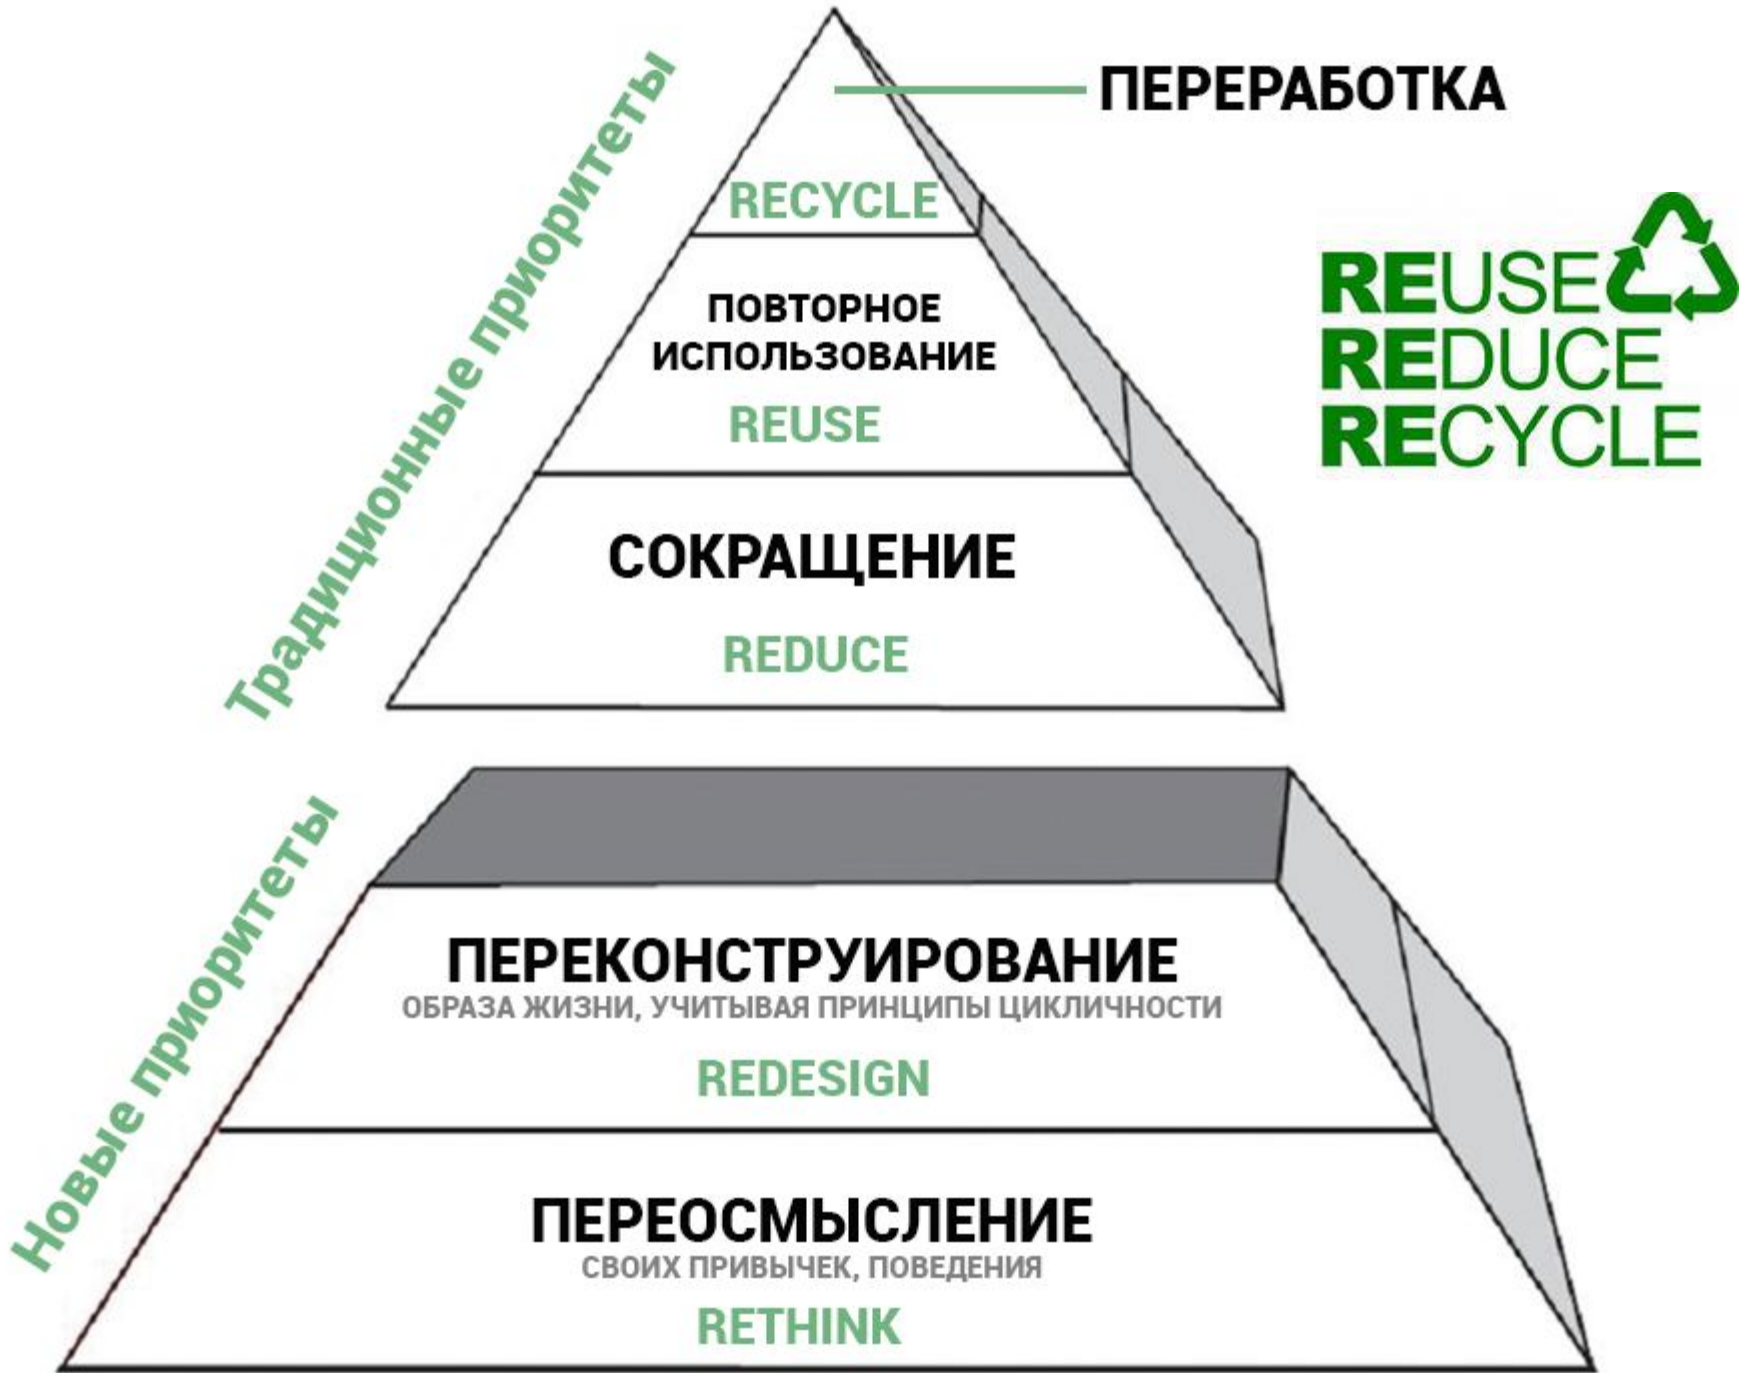 Традиционные приоритеты
ПЕРЕРАБОТКА
RECYCLE
ПОВТОРНОЕ
ИСПОЛЬЗОВАНИЕ
REUSE
СОКРАЩЕНИЕ
REDUCE
REUSE
REDUCE
RECYCLE
Новые приоритеты
ПЕРЕКОНСТРУИРОВАНИЕ
ОБРАЗА ЖИЗНИ, УЧИТЫВАЯ ПРИНЦИПЫ ЦИКЛИЧНОСТИ
REDESIGN
ПЕРЕОСМЫСЛЕНИЕ
СВОИХ ПРИВЫЧЕК, ПОВЕДЕНИЯ
RETHINK